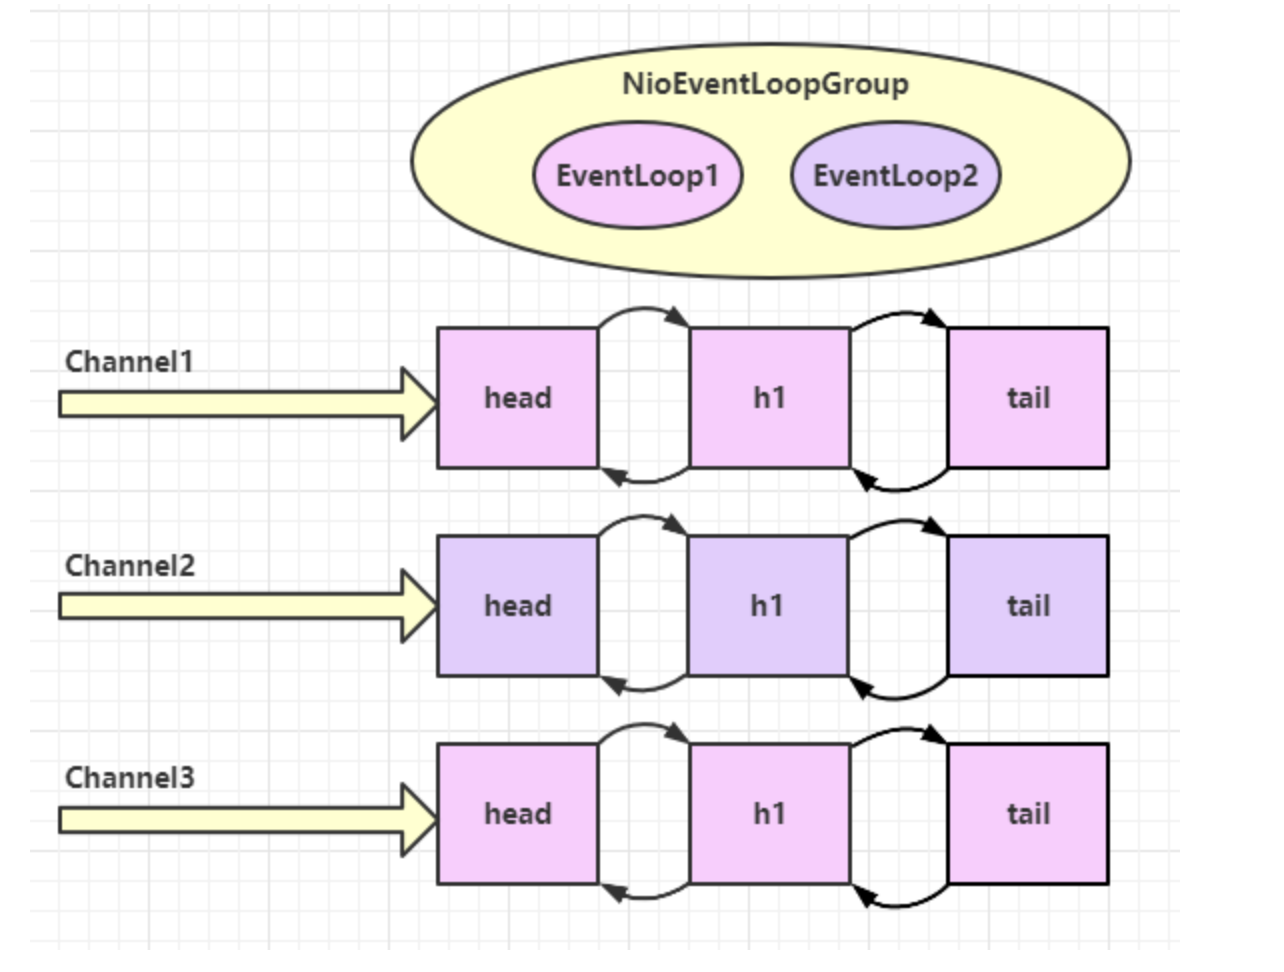 NioEventLoopGroup
EventLoop1 EventLoop2
Channel1
head h1 tail
Channel2
head h1 tail
Channel3
head h1 tail